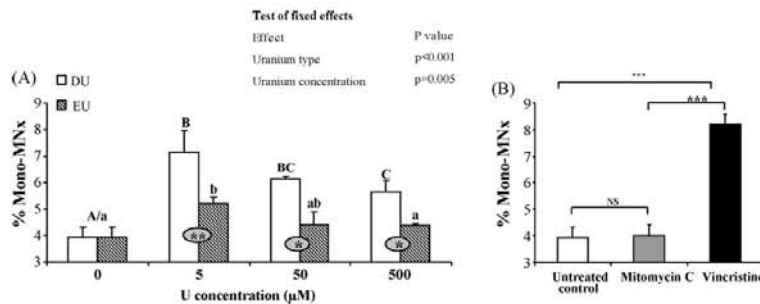 Test of fixed effects
Effect P value
Uranium type p<0.001
Uranium concentration p=0.005
(A)
DU
EU
% Mono-MNx
9
8
7
6
5
4
3
A/a
B
b
**
BC
ab
*
C
a
*
0 5 50 500
U concentration (µM)
(B)
% Mono-MNx
9
8
7
6
5
4
3
***
NS
Untreated control
Mitomycin C
Vincristine